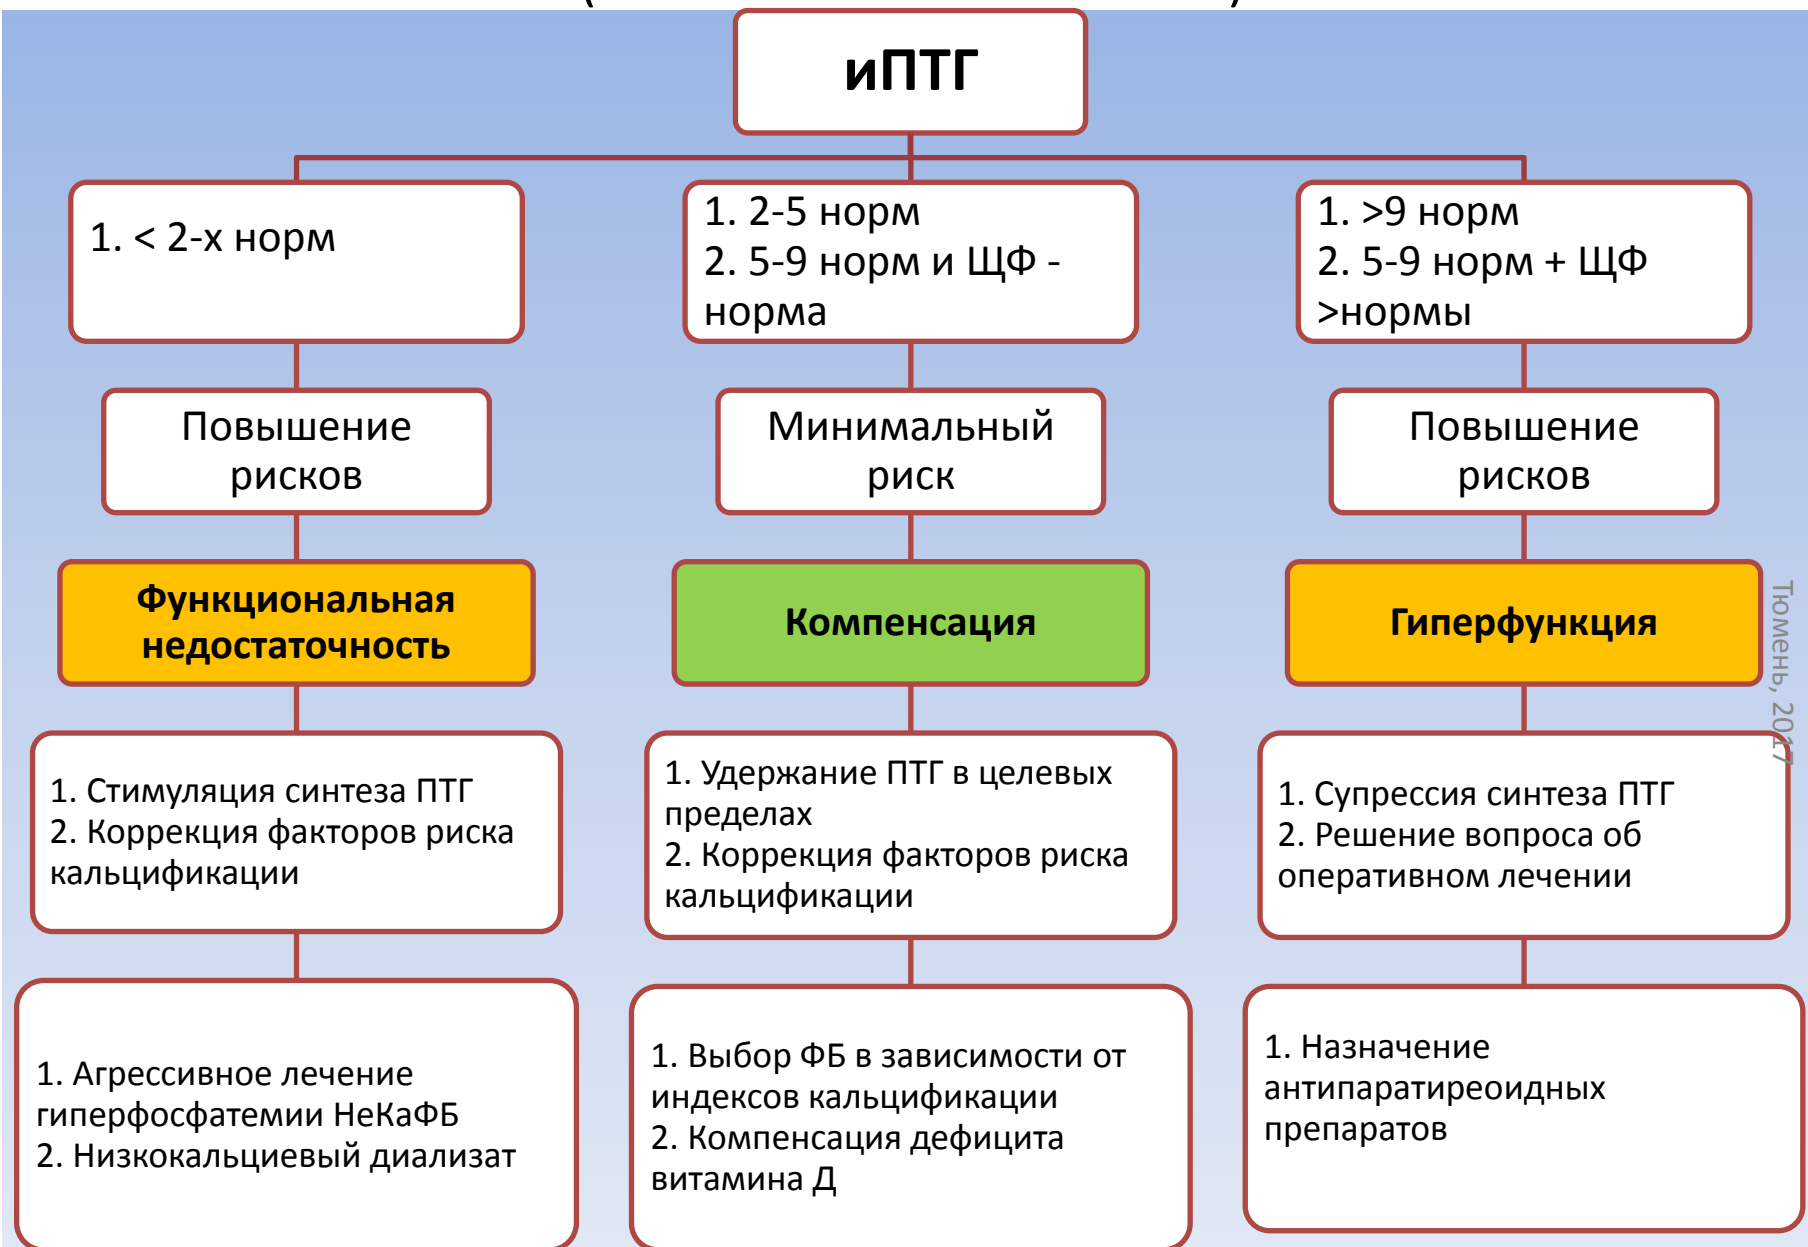 иПТГ
1. < 2-х норм
1. 2-5 норм
2. 5-9 норм и ЩФ -
норма
1. >9 норм
2. 5-9 норм + ЩФ
>нормы
Повышение
рисков
Минимальный
риск
Повышение
рисков
Функциональная
недостаточность
Компенсация
Гиперфункция
1. Стимуляция синтеза ПТГ
2. Коррекция факторов риска
кальцификации
1. Удержание ПТГ в целевых
пределах
2. Коррекция факторов риска
кальцификации
1. Супрессия синтеза ПТГ
2. Решение вопроса об
оперативном лечении
1. Агрессивное лечение
гиперфосфатемии НеКаФБ
2. Низкокальциевый диализат
1. Выбор ФБ в зависимости от
индексов кальцификации
2. Компенсация дефицита
витамина Д
1. Назначение
антипаратиреоидных
препаратов
Тюмень, 2017